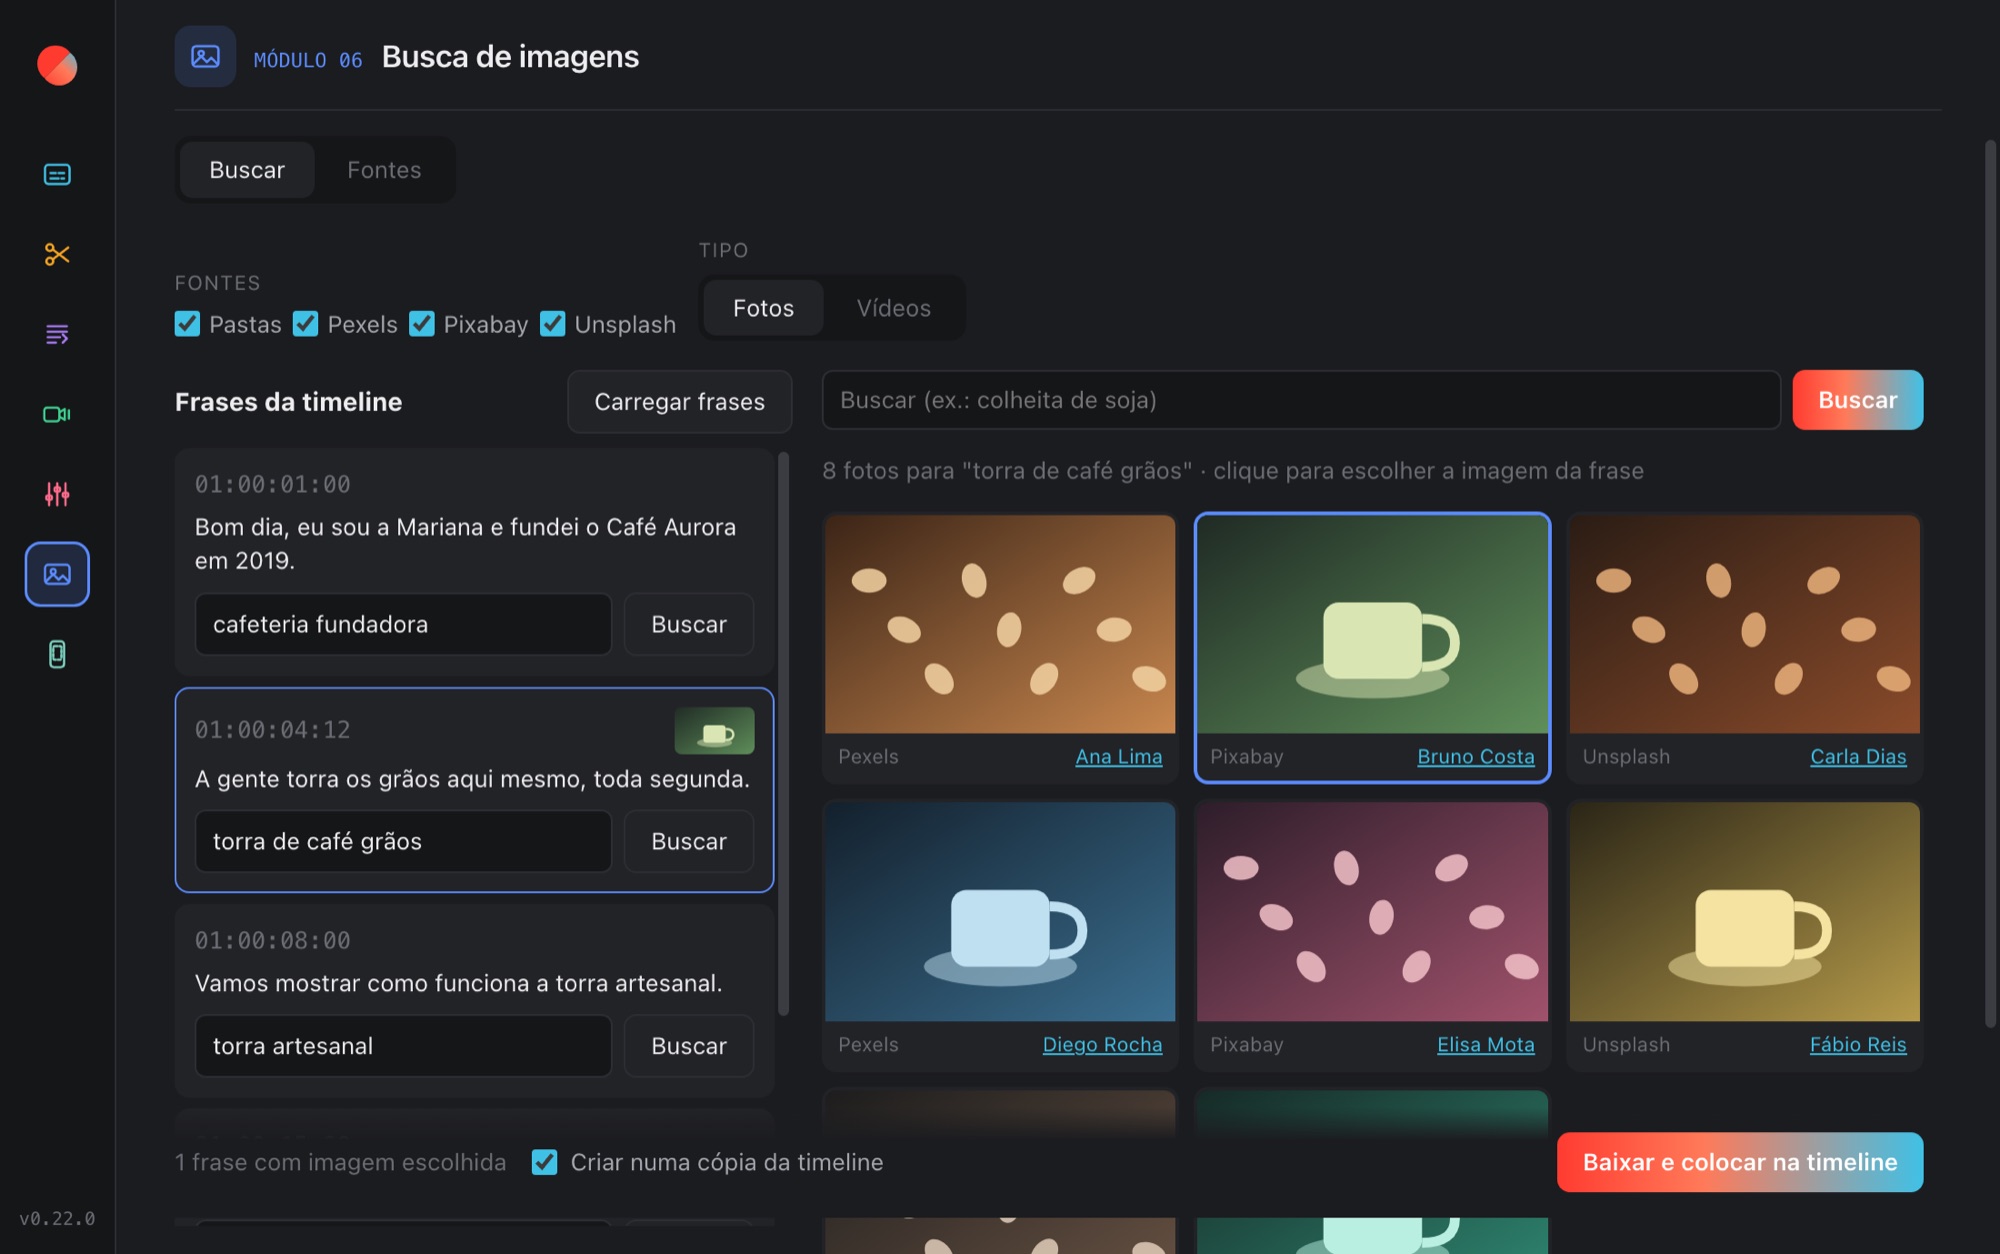 MÓDULO 06 Busca de imagens
Buscar Fontes
FONTES
Pastas Pexels Pixabay Unsplash
TIPO
Fotos Vídeos
Frases da timeline
Carregar frases
01:00:01:00
Bom dia, eu sou a Mariana e fundei o Café Aurora
em 2019.
cafeteria fundadora
Buscar
01:00:04:12
A gente torra os grãos aqui mesmo, toda segunda.
torra de café grãos
Buscar
01:00:08:00
Vamos mostrar como funciona a torra artesanal.
torra artesanal
Buscar
Buscar (ex.: colheita de soja)
Buscar
8 fotos para "torra de café grãos" · clique para escolher a imagem da frase
Pexels Ana Lima
Pixabay Bruno Costa
Unsplash Carla Dias
Pexels Diego Rocha
Pixabay Elisa Mota
Unsplash Fábio Reis
1 frase com imagem escolhida
Criar numa cópia da timeline
Baixar e colocar na timeline
v0.22.0